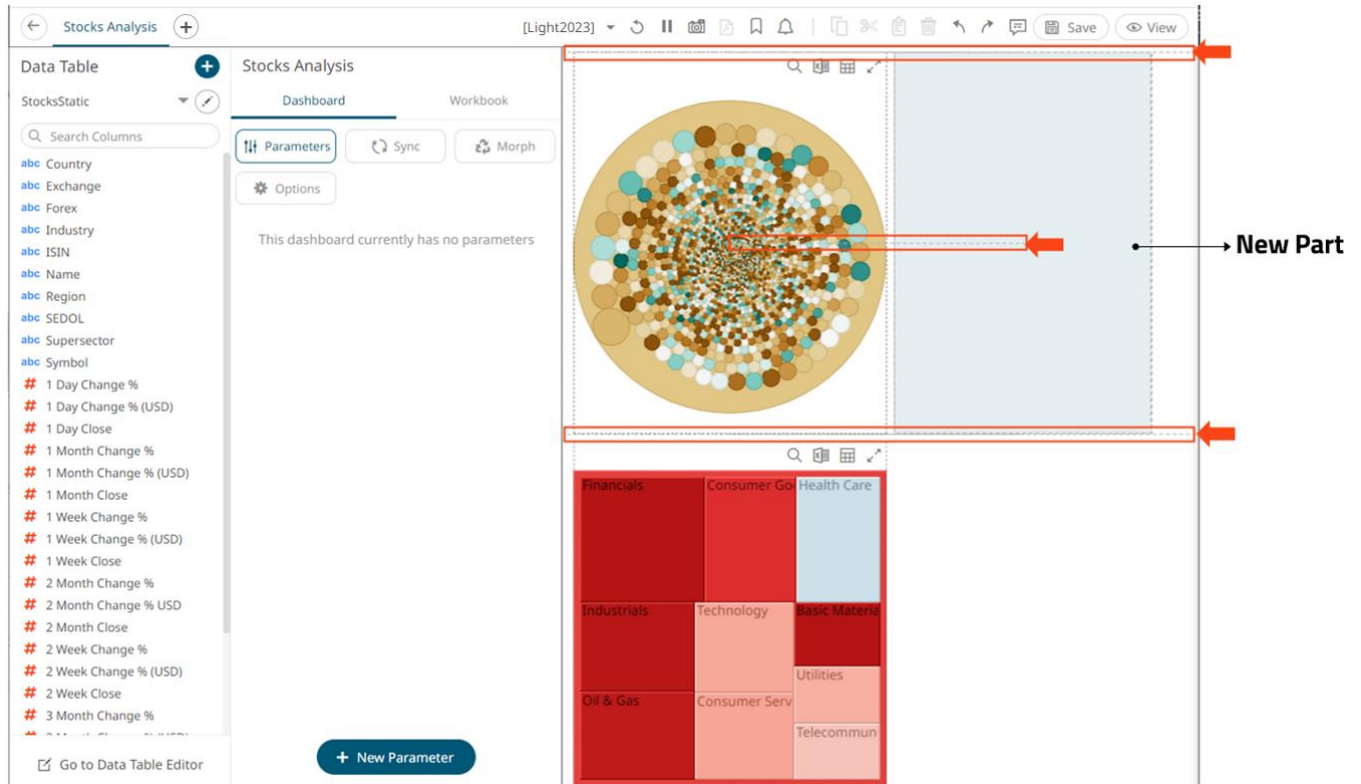 Stocks Analysis
[Light2023]
Save
View
Data Table
StocksStatic
Search Columns
abc Country
abc Exchange
abc Forex
abc Industry
abc ISIN
abc Name
abc Region
abc SEDOL
abc Supersector
abc Symbol
# 1 Day Change %
# 1 Day Change % (USD)
# 1 Day Close
# 1 Month Change %
# 1 Month Change % (USD)
# 1 Month Close
# 1 Week Change %
# 1 Week Change % (USD)
# 1 Week Close
# 2 Month Change %
# 2 Month Change % USD
# 2 Month Close
# 2 Week Change %
# 2 Week Change % (USD)
# 2 Week Close
# 3 Month Change %
Go to Data Table Editor
Stocks Analysis
Dashboard
Workbook
Parameters
Sync
Morph
Options
This dashboard currently has no parameters
+ New Parameter
New Part
Financials
Consumer Go
Health Care
Industrials
Technology
Basic Materia
Utilities
Oil & Gas
Consumer Serv
Telecommun